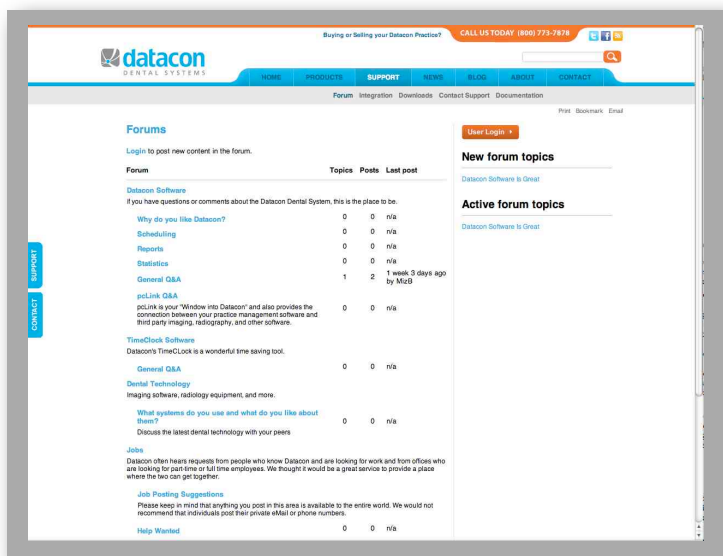 Buying or Selling your Datacon Practice?
CALL US TODAY (800) 773-7878
datacon
DENTAL SYSTEMS
HOME PRODUCTS SUPPORT NEWS BLOG ABOUT CONTACT
Forum Integration Downloads Contact Support Documentation
Print Bookmark Email
Forums
Login to post new content in the forum.
Forum Topics Posts Last post
Datacon Software
If you have questions or comments about the Datacon Dental System, this is the place to be.
Why do you like Datacon? 0 0 n/a
Scheduling 0 0 n/a
Reports 0 0 n/a
Statistics 0 0 n/a
General Q&A 1 2 1 week 3 days ago
by MizB
pcLink Q&A
pcLink is your "Window into Datacon" and also provides the
connection between your practice management software and
third party imaging, radiography, and other software.
0 0 n/a
TimeClock Software
Datacon's TimeCLock is a wonderful time saving tool.
General Q&A 0 0 n/a
Dental Technology
Imaging software, radiology equipment, and more.
What systems do you use and what do you like about
them? 0 0 n/a
Discuss the latest dental technology with your peers
Jobs
Datacon often hears requests from people who know Datacon and are looking for work and from offices who
are looking for part-time or full time employees. We thought it would be a great service to provide a place
where the two can get together.
Job Posting Suggestions
Please keep in mind that anything you post in this area is available to the entire world. We would not
recommend that individuals post their private eMail or phone numbers.
Help Wanted 0 0 n/a
User Login
New forum topics
Datacon Software Is Great
Active forum topics
Datacon Software Is Great
SUPPORT
CONTACT